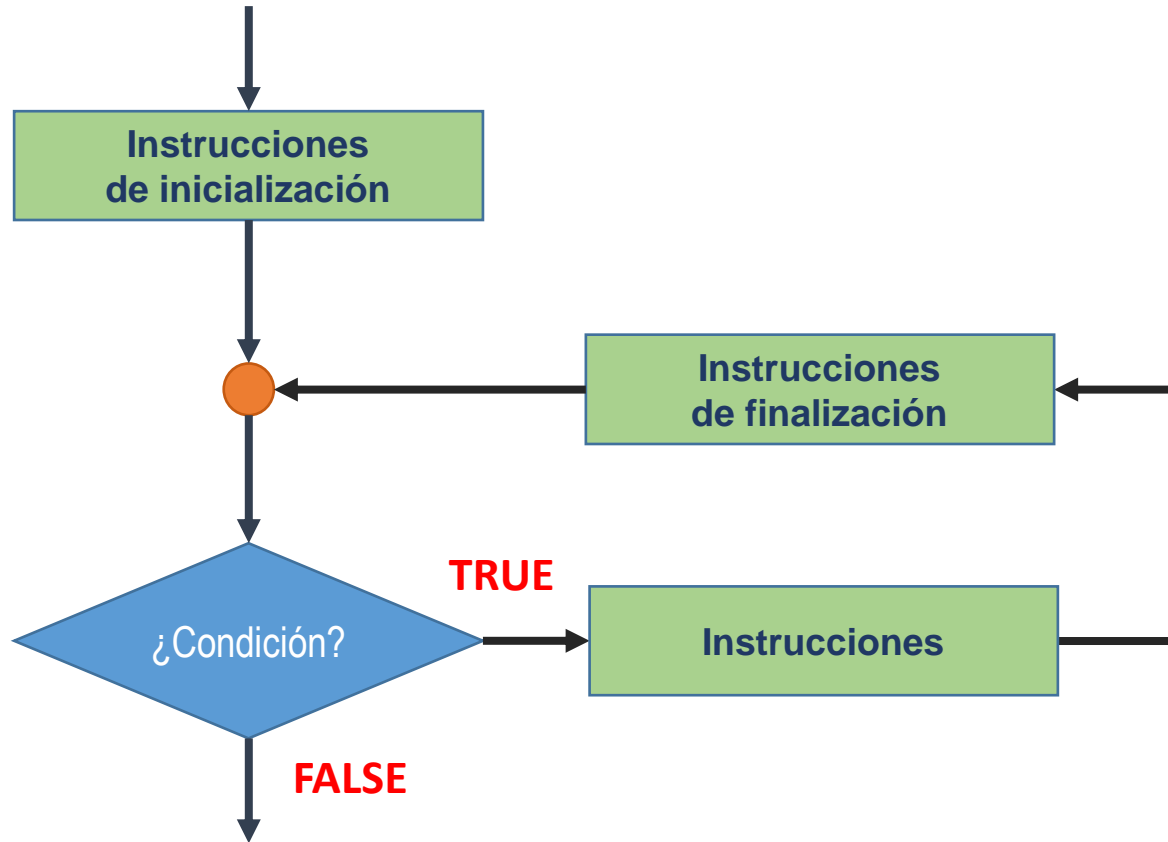 Instrucciones
de inicialización
Instrucciones
de finalización
TRUE
¿Condición?
Instrucciones
FALSE